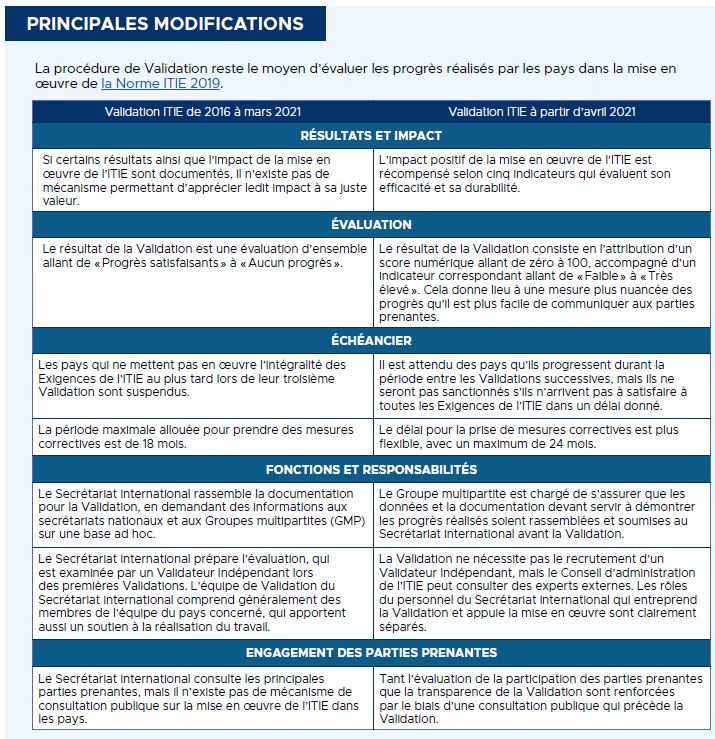 PRINCIPALES MODIFICATIONS
La procédure de Validation reste le moyen d'évaluer les progrès réalisés par les pays dans la mise en
œuvre de la Norme ITIE 2019.
Validation ITIE de 2016 à mars 2021
Validation ITIE à partir d'avril 2021
RÉSULTATS ET IMPACT
Si certains résultats ainsi que l'impact de la mise en
œuvre de l'ITIE sont documentés, il n'existe pas de
mécanisme permettant d'apprécier ledit impact à sa juste
valeur.
L'impact positif de la mise en œuvre de l'ITIE est
récompensé selon cinq indicateurs qui évaluent son
efficacité et sa durabilité.
ÉVALUATION
Le résultat de la Validation est une évaluation d'ensemble
allant de « Progrès satisfaisants » à « Aucun progrès ».
Le résultat de la Validation consiste en l'attribution d'un
score numérique allant de zéro à 100, accompagné d'un
indicateur correspondant allant de « Faible » à « Très
élevé ». Cela donne lieu à une mesure plus nuancée des
progrès qu'il est plus facile de communiquer aux parties
prenantes.
ÉCHÉANCIER
Les pays qui ne mettent pas en œuvre l'intégralité des
Exigences de l'ITIE au plus tard lors de leur troisième
Validation sont suspendus.
Il est attendu des pays qu'ils progressent durant la
période entre les Validations successives, mais ils ne
seront pas sanctionnés s'ils n'arrivent pas à satisfaire à
toutes les Exigences de l'ITIE dans un délai donné.
La période maximale allouée pour prendre des mesures
correctives est de 18 mois.
Le délai pour la prise de mesures correctives est plus
flexible, avec un maximum de 24 mois.
FONCTIONS ET RESPONSABILITÉS
Le Secrétariat international rassemble la documentation
pour la Validation, en demandant des informations aux
secrétariats nationaux et aux Groupes multipartites (GMP)
sur une base ad hoc.
Le Groupe multipartite est chargé de s'assurer que les
données et la documentation devant servir à démontrer
les progrès réalisés soient rassemblées et soumises au
Secrétariat international avant la Validation.
Le Secrétariat international prépare l'évaluation, qui
est examinée par un Validateur Indépendant lors
des premières Validations. L'équipe de Validation du
Secrétariat international comprend généralement des
membres de l'équipe du pays concerné, qui apportent
aussi un soutien à la réalisation du travail.
La Validation ne nécessite pas le recrutement d'un
Validateur Indépendant, mais le Conseil d'administration
de l'ITIE peut consulter des experts externes. Les rôles
du personnel du Secrétariat international qui entreprend
la Validation et appuie la mise en œuvre sont clairement
séparés.
ENGAGEMENT DES PARTIES PRENANTES
Le Secrétariat international consulte les principales
parties prenantes, mais il n'existe pas de mécanisme de
consultation publique sur la mise en œuvre de l'ITIE dans
les pays.
Tant l'évaluation de la participation des parties prenantes
que la transparence de la Validation sont renforcées
par le biais d'une consultation publique qui précède la
Validation.